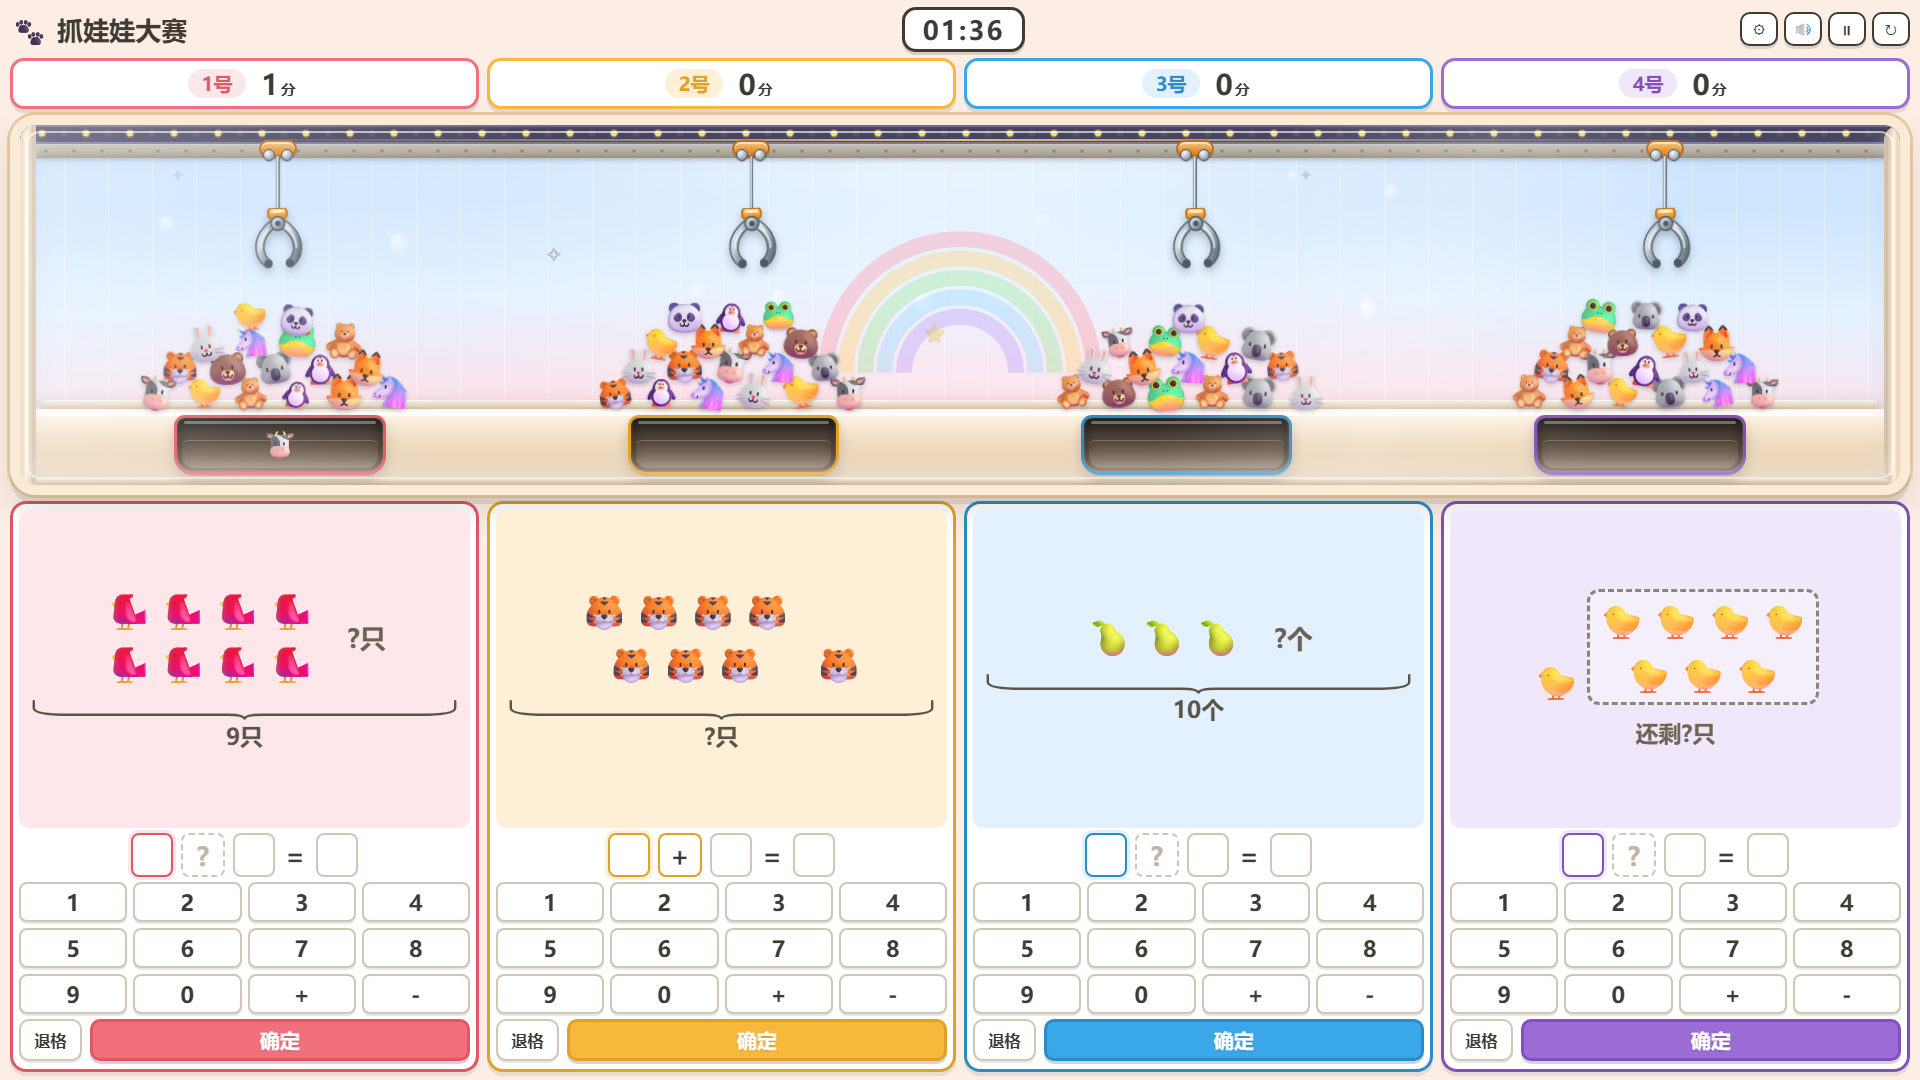 抓娃娃大赛
01:36
1号 1分
2号 0分
3号 0分
4号 0分
?只
9只
? =
1 2 3 4
5 6 7 8
9 0 + -
退格 确定
?只
+ =
1 2 3 4
5 6 7 8
9 0 + -
退格 确定
?个
10个
? =
1 2 3 4
5 6 7 8
9 0 + -
退格 确定
还剩?只
? =
1 2 3 4
5 6 7 8
9 0 + -
退格 确定